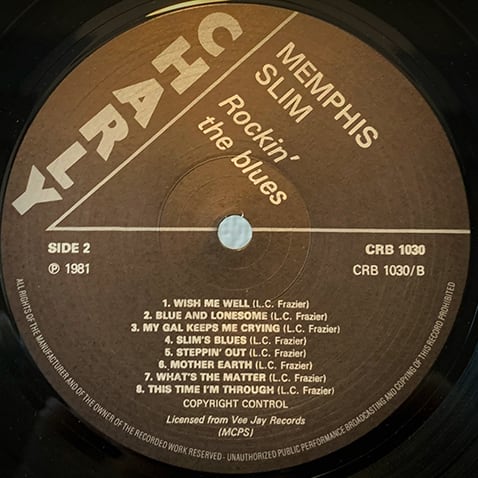 CHARLY
MEMPHIS
SLIM
Rockin'
the blues
SIDE 2
CRB 1030
℗ 1981
CRB 1030/B
1. WISH ME WELL (L.C. Frazier)
2. BLUE AND LONESOME (L.C. Frazier)
3. MY GAL KEEPS ME CRYING (L.C. Frazier)
4. SLIM'S BLUES (L.C. Frazier)
5. STEPPIN' OUT (L.C. Frazier)
6. MOTHER EARTH (L.C. Frazier)
7. WHAT'S THE MATTER (L.C. Frazier)
8. THIS TIME I'M THROUGH (L.C. Frazier)
COPYRIGHT CONTROL
Licensed from Vee Jay Records
(MCPS)
ALL RIGHTS OF THE MANUFACTURER AND OF THE OWNER OF THE RECORDED WORK RESERVED - UNAUTHORIZED PUBLIC PERFORMANCE BROADCASTING AND COPYING OF THIS RECORD PROHIBITED